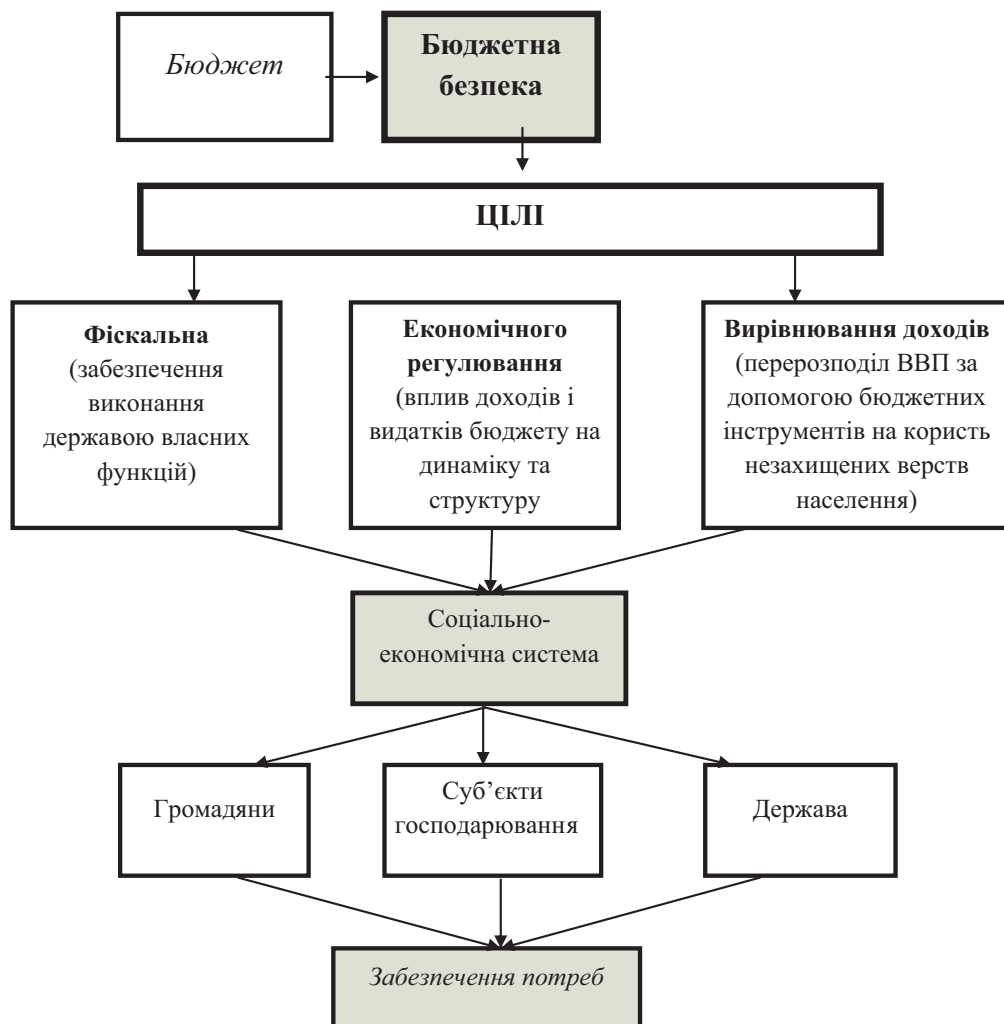 Бюджет
Бюджетна
безпека
ЦІЛІ
Фіскальна
(забезпечення
виконання
державою власних
функцій)
Економічного
регулювання
(вплив доходів і
видатків бюджету на
динаміку та
структуру
Вирівнювання доходів
(перерозподіл ВВП за
допомогою бюджетних
інструментів на користь
незахищених верств
населення)
Соціально-
економічна система
Громадяни
Суб’єкти
господарювання
Держава
Забезпечення потреб